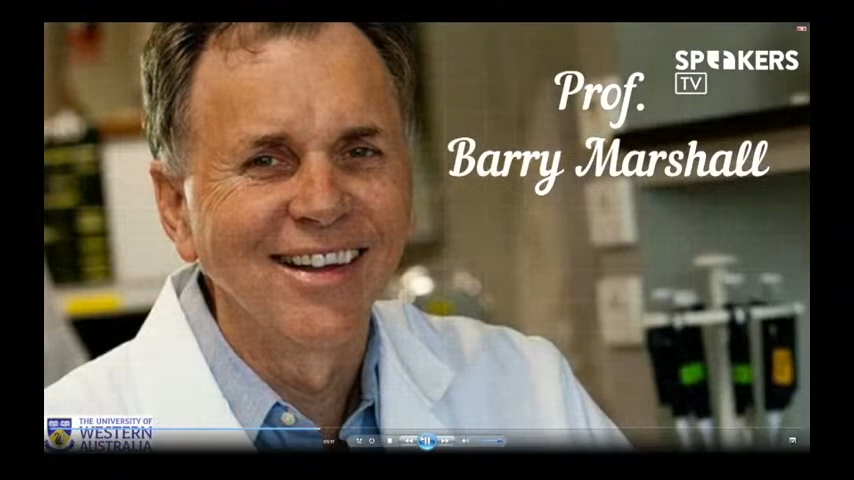 SPEAKERS
TV
Prof.
Barry Marshall
THE UNIVERSITY OF
WESTERN
AUSTRALIA